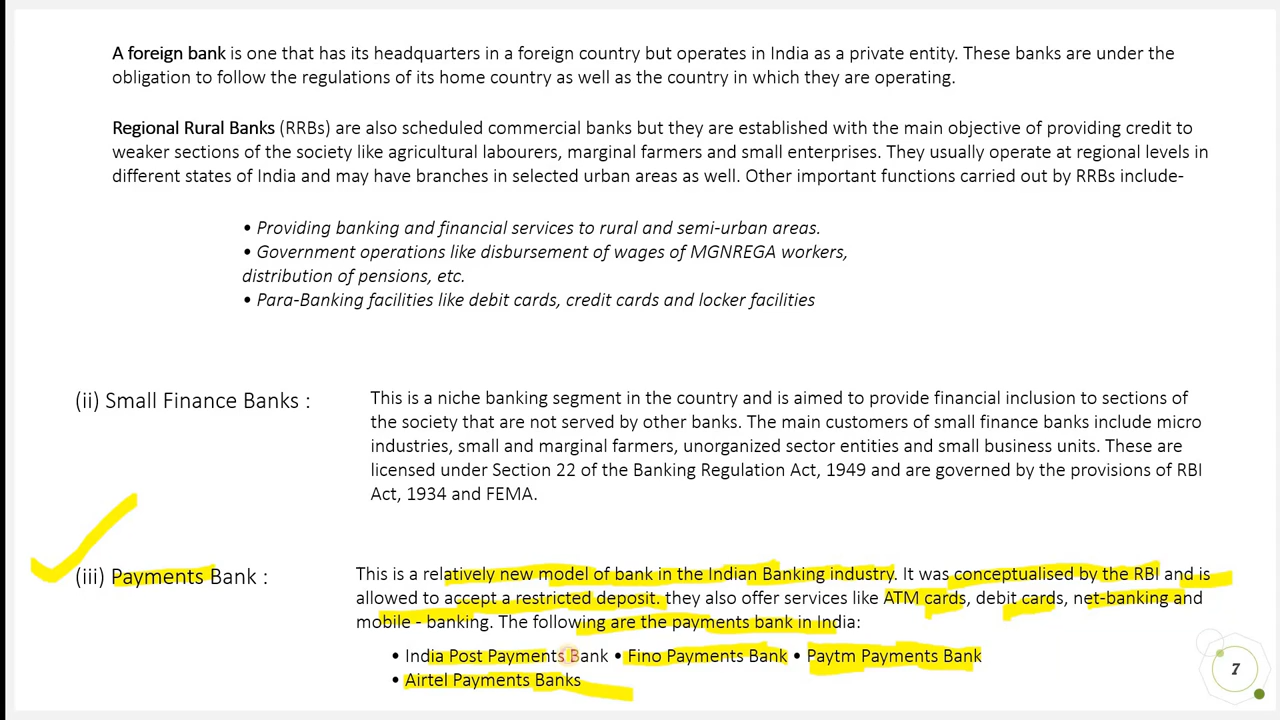 A foreign bank is one that has its headquarters in a foreign country but operates in India as a private entity. These banks are under the
obligation to follow the regulations of its home country as well as the country in which they are operating.
Regional Rural Banks (RRBs) are also scheduled commercial banks but they are established with the main objective of providing credit to
weaker sections of the society like agricultural labourers, marginal farmers and small enterprises. They usually operate at regional levels in
different states of India and may have branches in selected urban areas as well. Other important functions carried out by RRBs include-
• Providing banking and financial services to rural and semi-urban areas.
• Government operations like disbursement of wages of MGNREGA workers,
distribution of pensions, etc.
• Para-Banking facilities like debit cards, credit cards and locker facilities
(ii) Small Finance Banks :
This is a niche banking segment in the country and is aimed to provide financial inclusion to sections of
the society that are not served by other banks. The main customers of small finance banks include micro
industries, small and marginal farmers, unorganized sector entities and small business units. These are
licensed under Section 22 of the Banking Regulation Act, 1949 and are governed by the provisions of RBI
Act, 1934 and FEMA.
(iii) Payments Bank :
This is a relatively new model of bank in the Indian Banking industry. It was conceptualised by the RBI and is
allowed to accept a restricted deposit. they also offer services like ATM cards, debit cards, net-banking and
mobile - banking. The following are the payments bank in India:
• India Post Payments Bank • Fino Payments Bank • Paytm Payments Bank
• Airtel Payments Banks
7